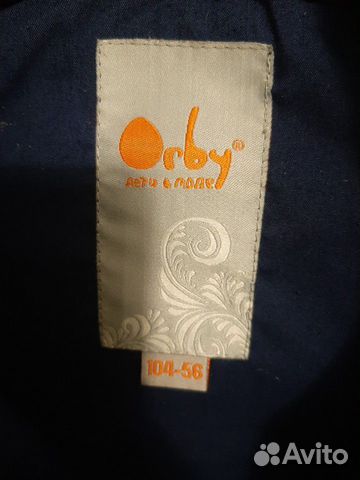 Orby®
дети в моде
104-56
Avito